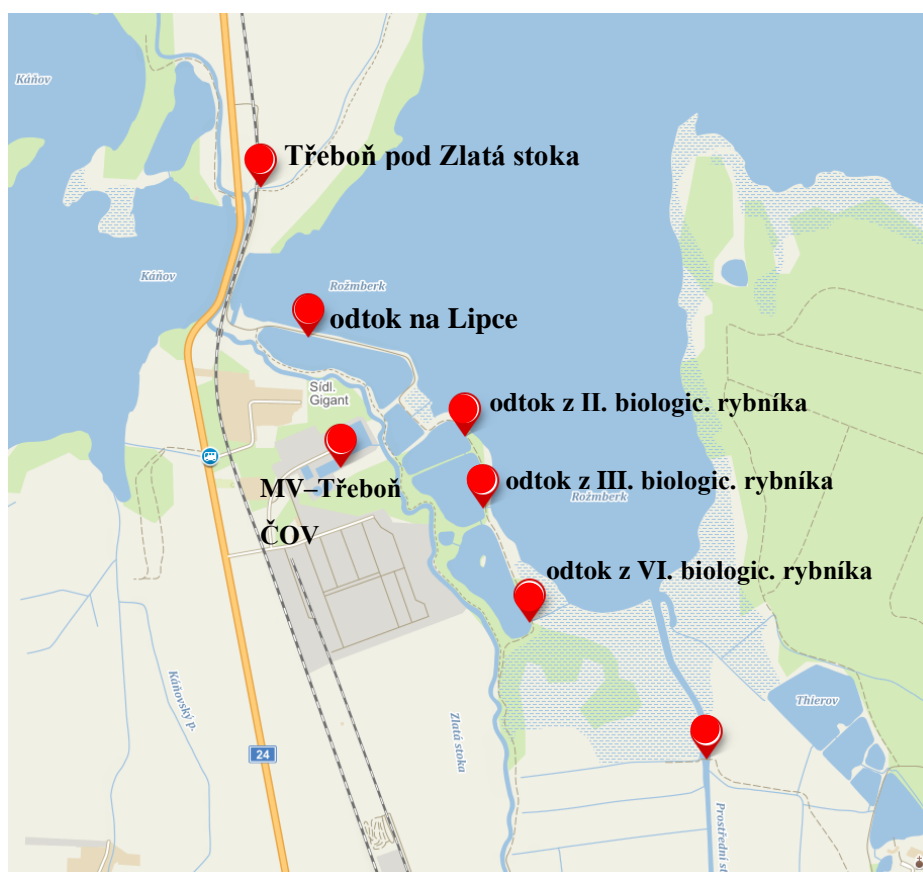 Káňov
Třeboň pod Zlatá stoka
Káňov
Rožmberk
odtok na Lipce
Sídl.
Gigant
odtok z II. biologic. rybníka
MV–Třeboň
ČOV
odtok z III. biologic. rybníka
Rožmberk
odtok z VI. biologic. rybníka
Káňovský p.
Zlatá stoka
Thierov
24
Prostřední st